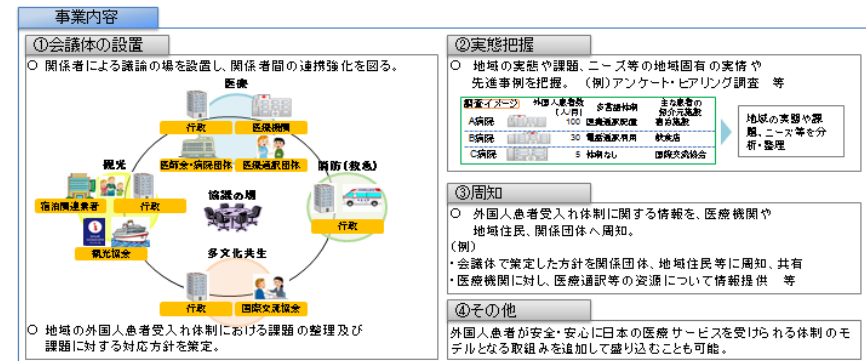 事業内容
①会議体の設置
○ 関係者による議論の場を設置し、関係者間の連携強化を図る。
医療
行政
医療機関
医師会・病院団体
医療通訳団体
観光
宿泊関連業者
行政
観光協会
消防(救急)
行政
協議の場
多文化共生
行政
国際交流協会
○ 地域の外国人患者受入れ体制における課題の整理及び
課題に対する対応方針を策定。
②実態把握
○ 地域の実態や課題、ニーズ等の地域固有の実情や
先進事例を把握。 (例)アンケート・ヒアリング調査 等
調査イメージ
外国人患者数
(人/月)
多言語体制
主な患者の
紹介元施設
A病院 100 医療通訳配置 宿泊施設
B病院 30 電話通訳利用 飲食店
C病院 5 体制なし 国際交流協会
地域の実態や課
題、ニーズ等を分
析・整理
③周知
○ 外国人患者受入れ体制に関する情報を、医療機関や
地域住民、関係団体へ周知。
(例)
・会議体で策定した方針を関係団体、地域住民等に周知、共有
・医療機関に対し、医療通訳等の資源について情報提供 等
④その他
外国人患者が安全・安心に日本の医療サービスを受けられる体制のモ
デルとなる取組みを追加して盛り込むことも可能。